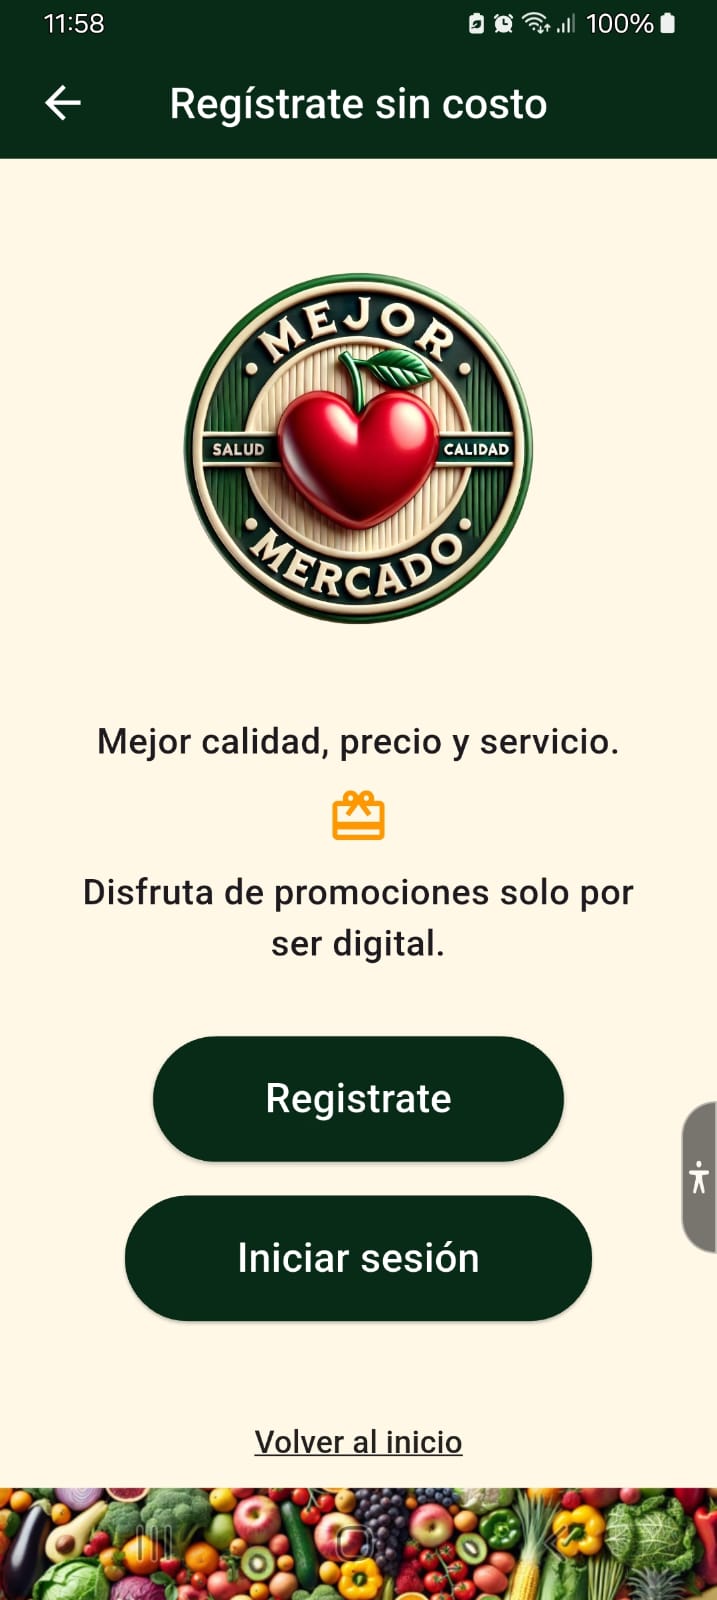 11:58
100%
Regístrate sin costo
MEJOR
SALUD
CALIDAD
MERCADO
Mejor calidad, precio y servicio.
Disfruta de promociones solo por
ser digital.
Registrate
Iniciar sesión
Volver al inicio